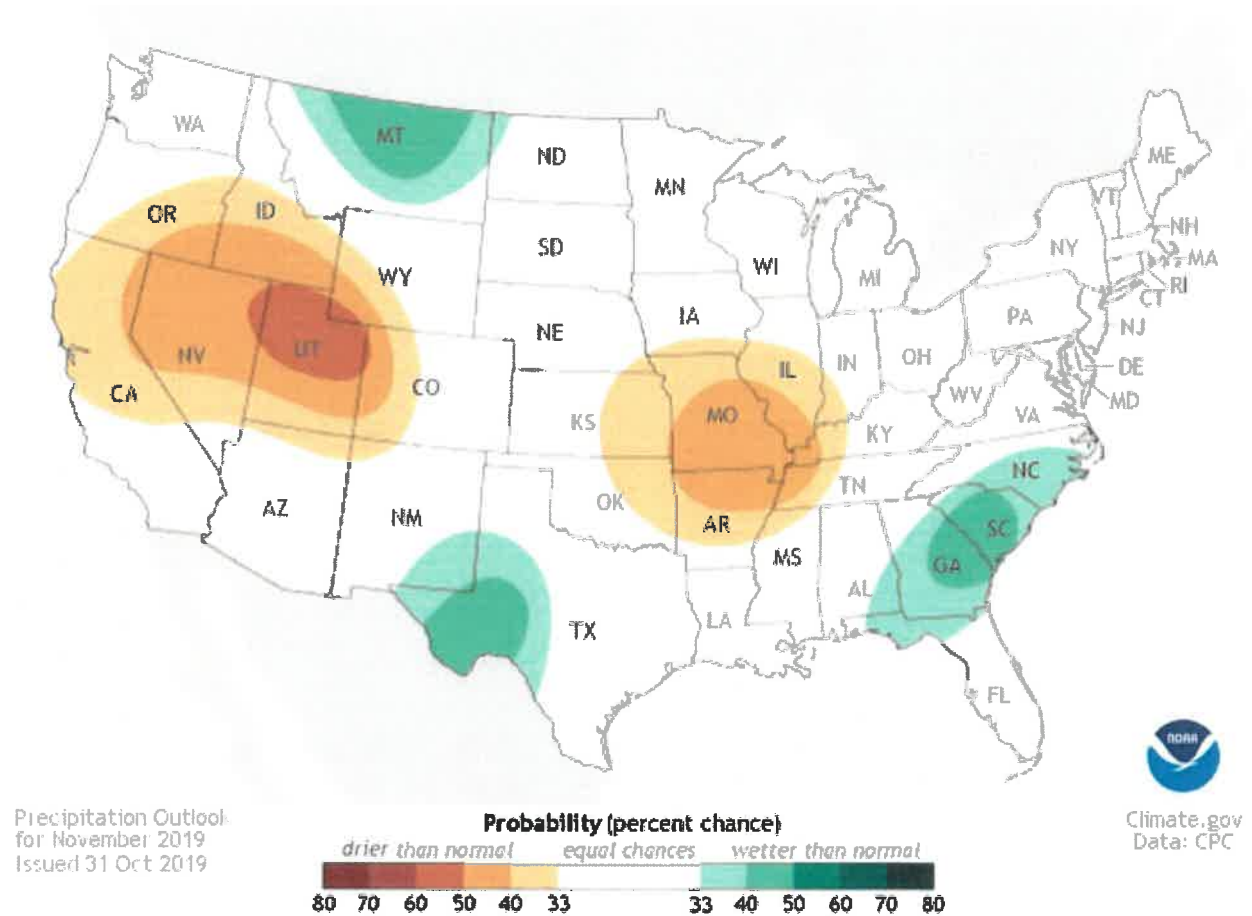 WA
MT
ND
MN
ME
VT
NH
MA
RI
CT
NY
OR
ID
SD
WI
MI
WY
IA
NE
PA
NJ
DE
MD
OH
IN
IL
WV
VA
UT
NV
CA
CO
KS
MO
KY
NC
TN
OK
AR
AZ
NM
MS
AL
GA
SC
LA
TX
FL
NOAA
Climate.gov
Data: CPC
Precipitation Outlook
for November 2019
Issued 31 Oct 2019
Probability (percent chance)
drier than normal equal chances wetter than normal
80 70 60 50 40 33 33 40 50 60 70 80